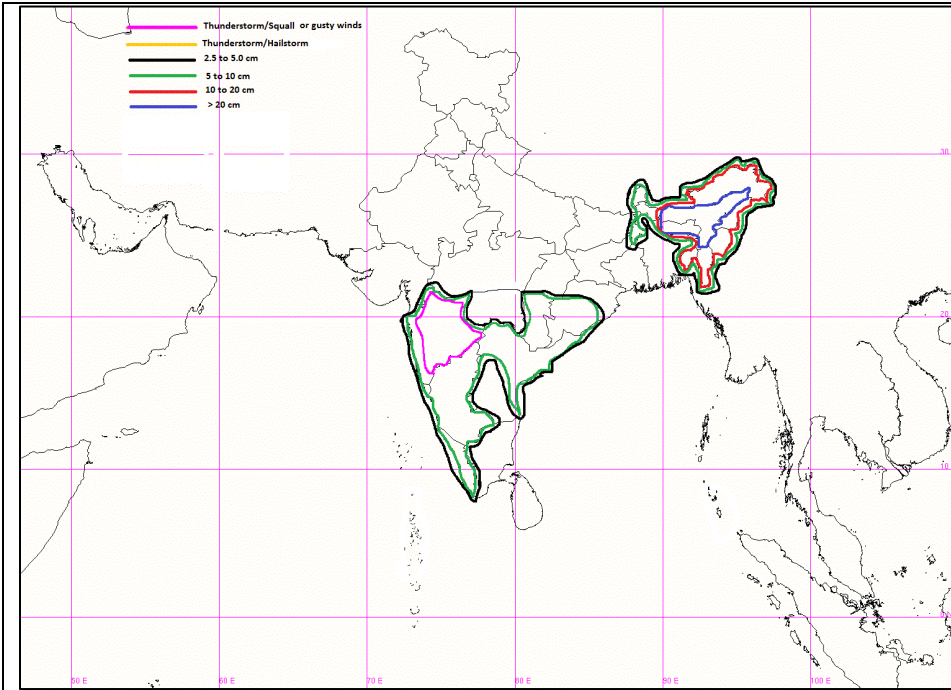 Thunderstorm/Squall or gusty winds
Thunderstorm/Hailstorm
2.5 to 5.0 cm
5 to 10 cm
10 to 20 cm
> 20 cm
30
20
10
50 E
60 E
70 E
80 E
90 E
100 E